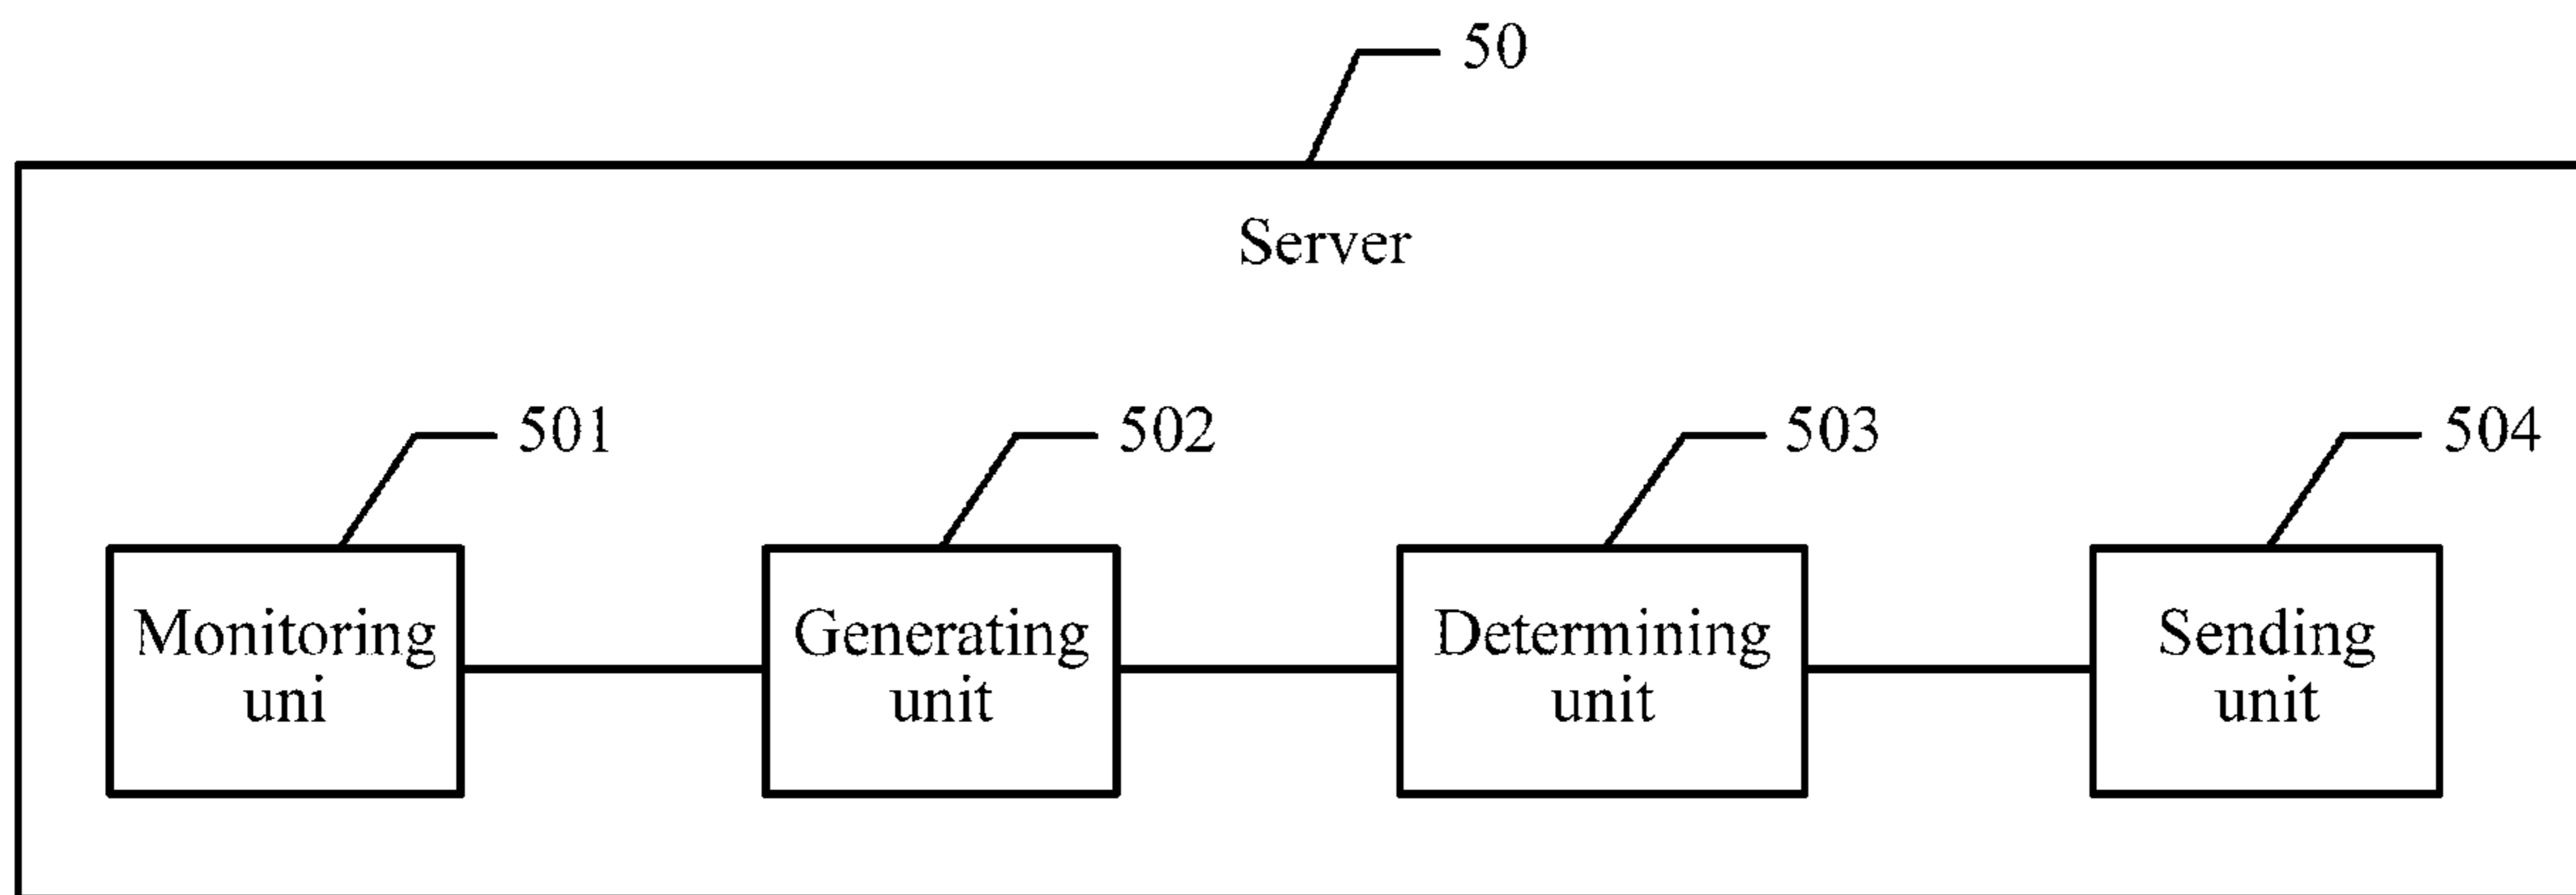 50
Server
501
502
503
504
Monitoring
uni
Generating
unit
Determining
unit
Sending
unit